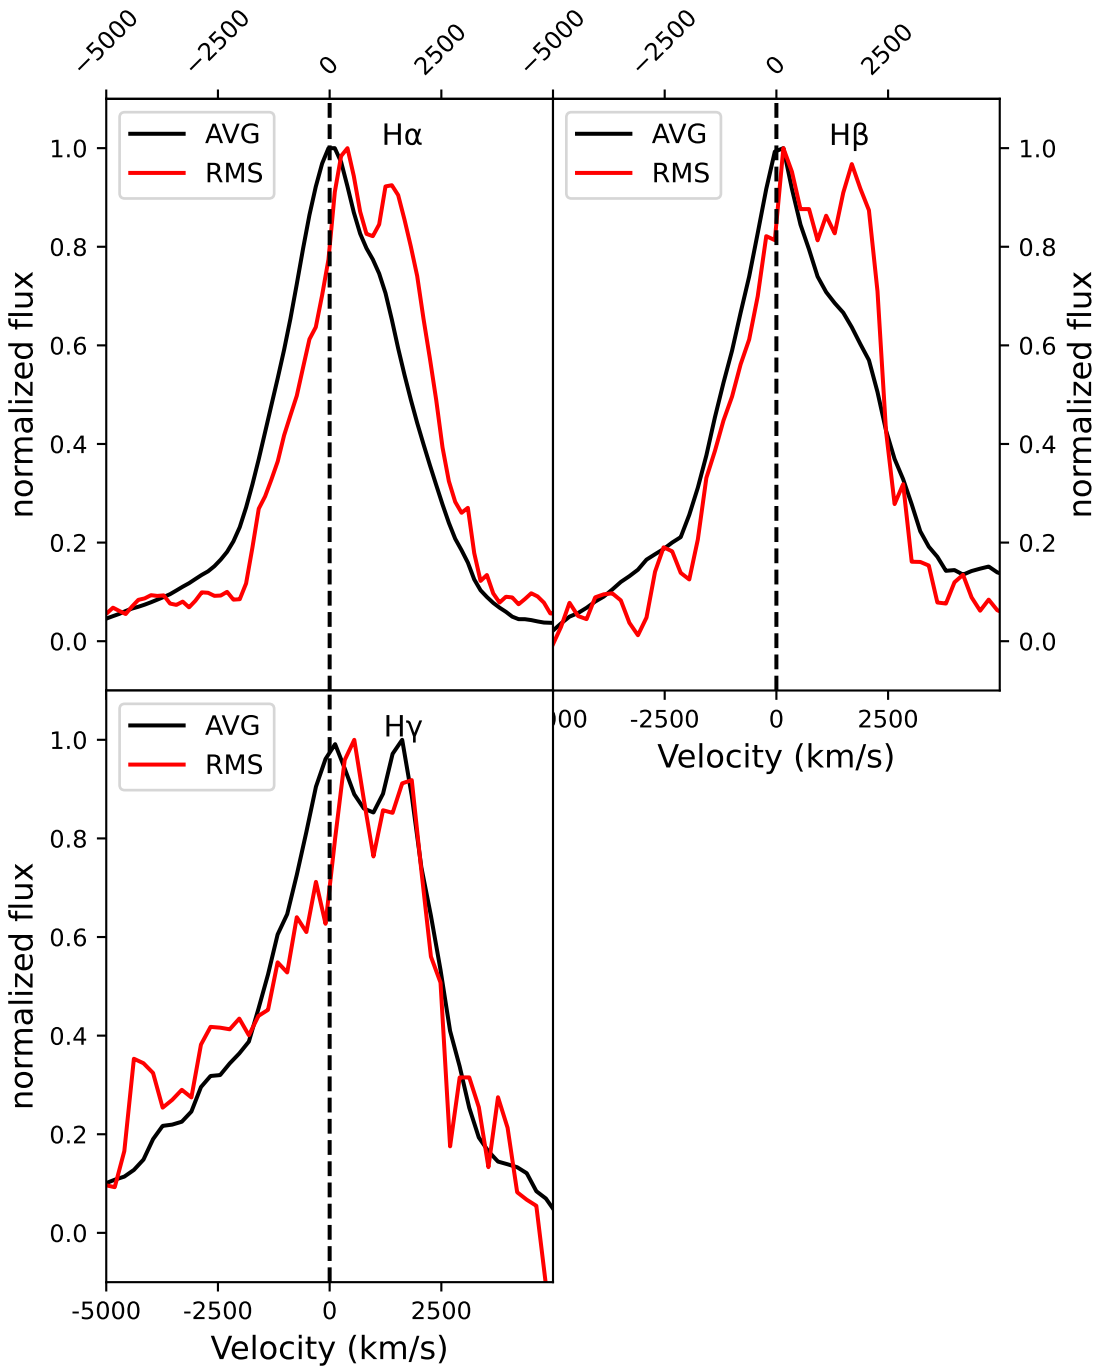 −5000 −2500 0 2500 −5000 −2500 0 2500
AVG
RMS
Hα
AVG
RMS
Hβ
1.0
0.8
0.6
0.4
0.2
0.0
normalized flux
1.0
0.8
0.6
0.4
0.2
0.0
normalized flux
-2500 0 2500
Velocity (km/s)
AVG
RMS
Hγ
1.0
0.8
0.6
0.4
0.2
0.0
normalized flux
-5000 -2500 0 2500
Velocity (km/s)